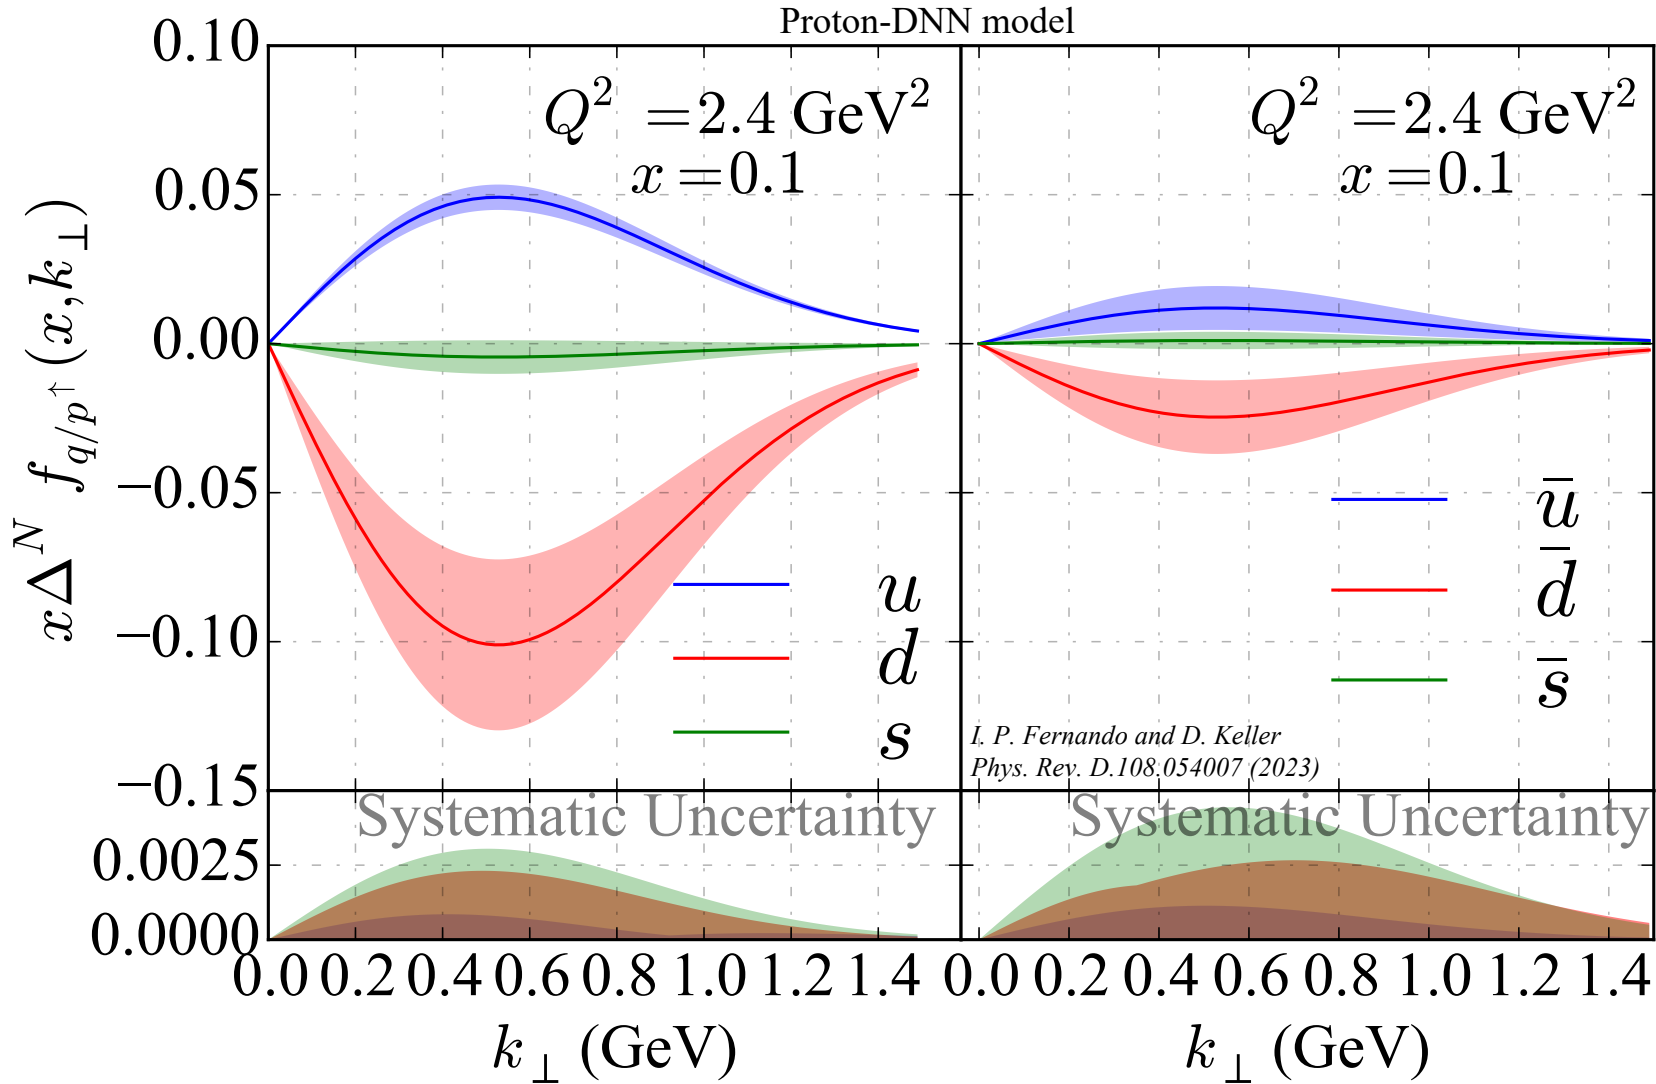 Proton-DNN model
0.10
0.05
0.00
−0.05
−0.10
−0.15
0.0025
0.0000
xΔ^N f_{q/p^↑}(x,k_⊥)
Q² =2.4 GeV²
x=0.1
u
d
s
Systematic Uncertainty
0.0 0.2 0.4 0.6 0.8 1.0 1.2 1.4
k_⊥ (GeV)
Q² =2.4 GeV²
x=0.1
ū
d̄
s̄
I. P. Fernando and D. Keller
Phys. Rev. D.108.054007 (2023)
Systematic Uncertainty
0.0 0.2 0.4 0.6 0.8 1.0 1.2 1.4
k_⊥ (GeV)